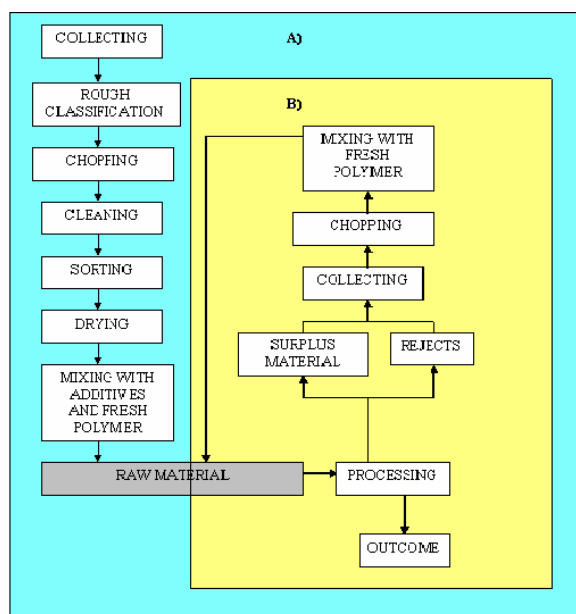 COLLECTING
A)
ROUGH
CLASSIFICATION
CHOPFING
CLEANING
SORTING
DRYING
MIXING WITH
ADDITIVES
AND FRESH
POLYMER
RAW MATERIAL
B)
MIXING WITH
FRESH
POLYMER
CHOPPING
COLLECTING
SURPLUS
MATERIAL
REJECTS
PROCESSING
OUTCOME